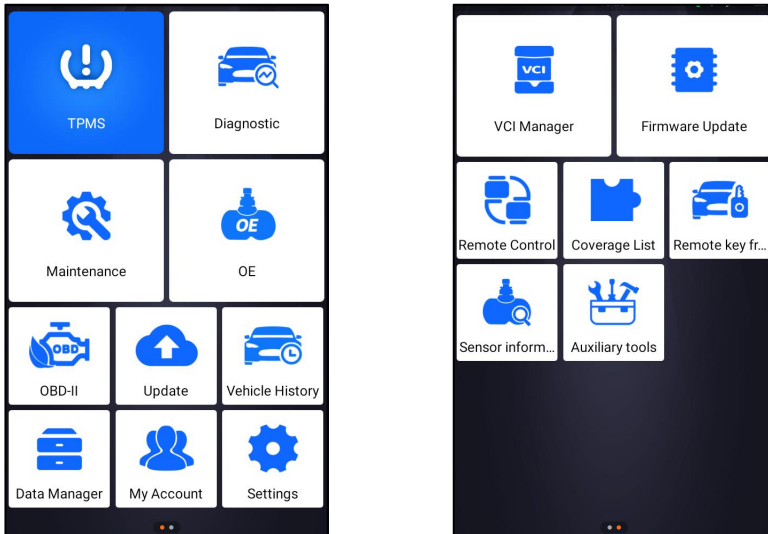 TPMS
Diagnostic
Maintenance
OE
OE
OBD
OBD-II
Update
Vehicle History
Data Manager
My Account
Settings
VCI
VCI Manager
Firmware Update
Remote Control
Coverage List
Remote key fr...
Sensor inform...
Auxiliary tools